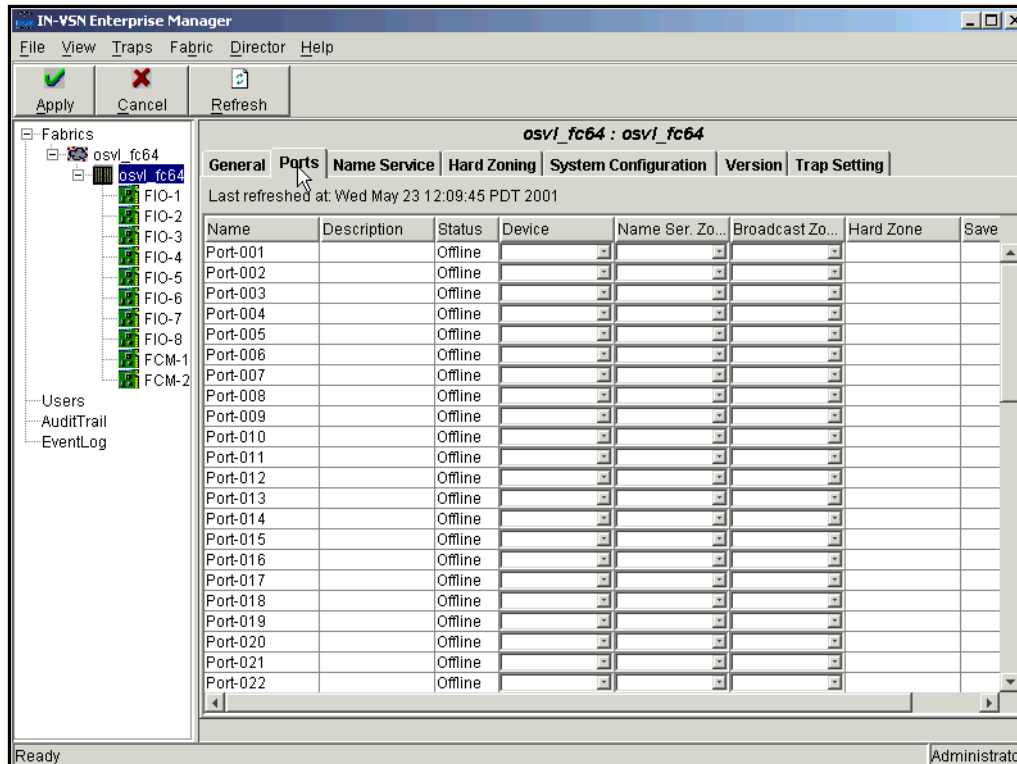 IN-VSN Enterprise Manager
File View Traps Fabric Director Help
Apply Cancel Refresh
Fabrics
osvl_fc64
osvl_fc64
FIO-1
FIO-2
FIO-3
FIO-4
FIO-5
FIO-6
FIO-7
FIO-8
FCM-1
FCM-2
Users
AuditTrail
EventLog
osvl_fc64 : osvl_fc64
General Ports Name Service Hard Zoning System Configuration Version Trap Setting
Last refreshed at: Wed May 23 12:09:45 PDT 2001
Name Description Status Device Name Ser. Zo... Broadcast Zo... Hard Zone Save
Port-001 Offline
Port-002 Offline
Port-003 Offline
Port-004 Offline
Port-005 Offline
Port-006 Offline
Port-007 Offline
Port-008 Offline
Port-009 Offline
Port-010 Offline
Port-011 Offline
Port-012 Offline
Port-013 Offline
Port-014 Offline
Port-015 Offline
Port-016 Offline
Port-017 Offline
Port-018 Offline
Port-019 Offline
Port-020 Offline
Port-021 Offline
Port-022 Offline
Ready Administrato